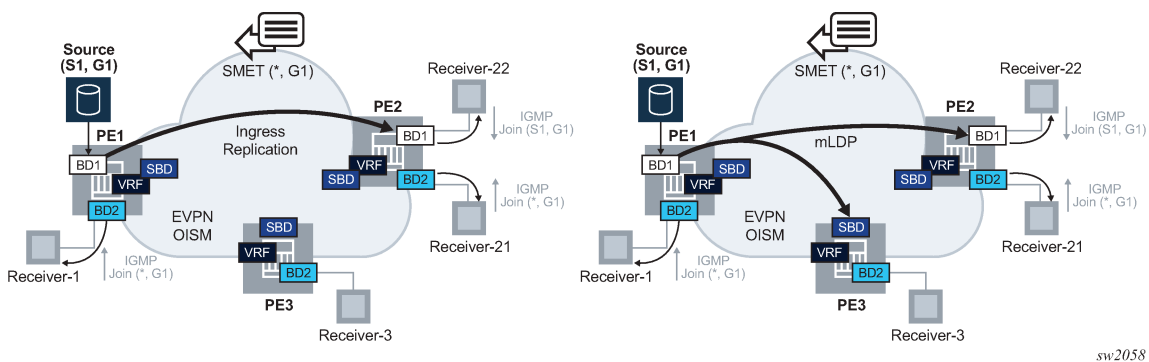 Source
(S1, G1)
SMET (*, G1)
PE1
BD1
VRF
SBD
BD2
Ingress
Replication
EVPN
OISM
PE2
BD1
VRF
SBD
BD2
Receiver-22
IGMP
Join (S1, G1)
IGMP
Join (*, G1)
Receiver-21
Receiver-1
IGMP
Join (*, G1)
SBD
VRF
BD2
PE3
Receiver-3
Source
(S1, G1)
SMET (*, G1)
PE1
BD1
VRF
SBD
BD2
mLDP
EVPN
OISM
PE2
BD1
VRF
SBD
BD2
Receiver-22
IGMP
Join (S1, G1)
IGMP
Join (*, G1)
Receiver-21
Receiver-1
IGMP
Join (*, G1)
SBD
VRF
BD2
PE3
Receiver-3
sw2058